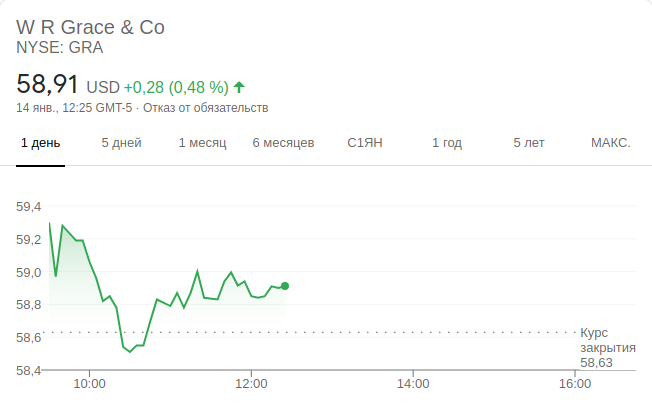 W R Grace & Co
NYSE: GRA
58,91 USD +0,28 (0,48 %)
14 янв., 12:25 GMT-5 · Отказ от обязательств
1 день 5 дней 1 месяц 6 месяцев С1ЯН 1 год 5 лет МАКС.
59,4
59,2
59,0
58,8
58,6
58,4
Курс
закрытия
58,63
10:00 12:00 14:00 16:00